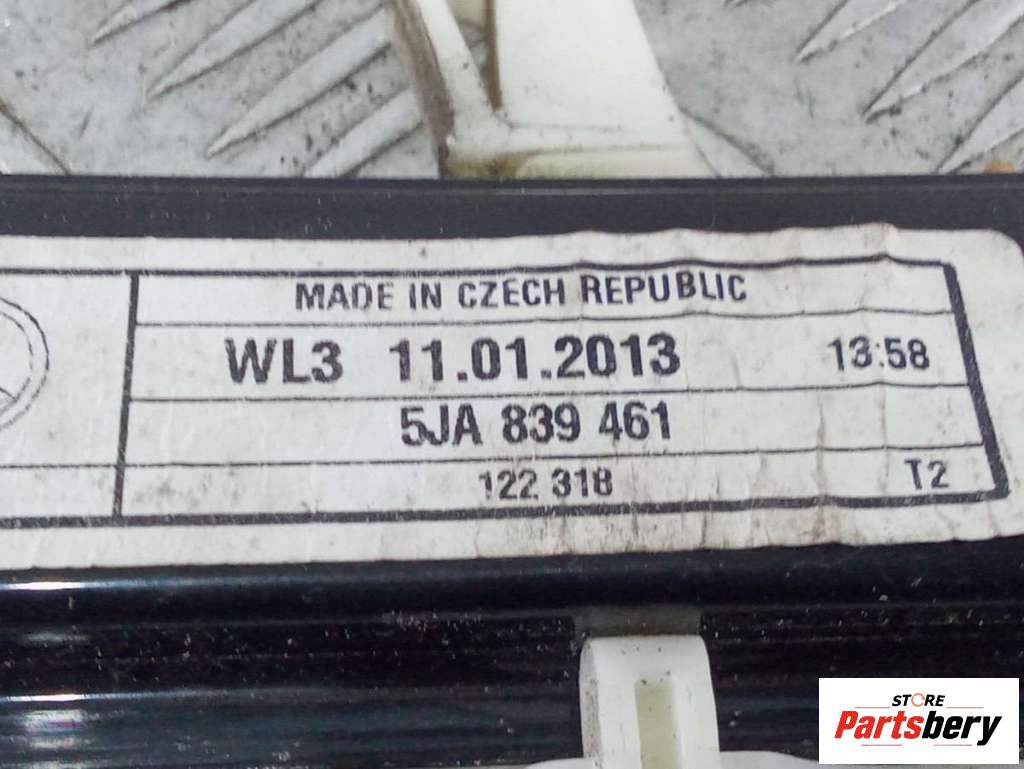 MADE IN CZECH REPUBLIC
WL3 11.01.2013 13:58
5JA 839 461
122 318 T2
STORE
Partsbery